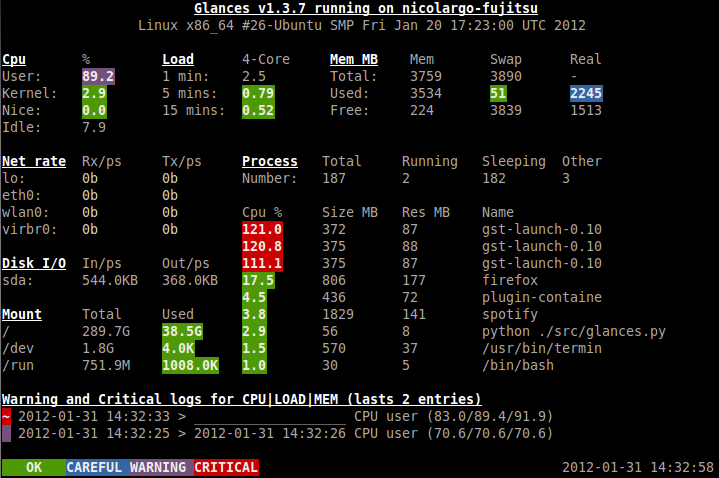 Glances v1.3.7 running on nicolargo-fujitsu
Linux x86_64 #26-Ubuntu SMP Fri Jan 20 17:23:00 UTC 2012
Cpu % Load 4-Core Mem MB Mem Swap Real
User: 89.2 1 min: 2.5 Total: 3759 3890 -
Kernel: 2.9 5 mins: 0.79 Used: 3534 51 2245
Nice: 0.0 15 mins: 0.52 Free: 224 3839 1513
Idle: 7.9
Net rate Rx/ps Tx/ps Process Total Running Sleeping Other
lo: 0b 0b Number: 187 2 182 3
eth0: 0b 0b
wlan0: 0b 0b Cpu % Size MB Res MB Name
virbr0: 0b 0b 121.0 372 87 gst-launch-0.10
120.8 375 88 gst-launch-0.10
Disk I/O In/ps Out/ps 111.1 375 87 gst-launch-0.10
sda: 544.0KB 368.0KB 17.5 806 177 firefox
4.5 436 72 plugin-containe
Mount Total Used 3.8 1829 141 spotify
/ 289.7G 38.5G 2.9 56 8 python ./src/glances.py
/dev 1.8G 4.0K 1.5 570 37 /usr/bin/termin
/run 751.9M 1008.0K 1.0 30 5 /bin/bash
Warning and Critical logs for CPU|LOAD|MEM (lasts 2 entries)
~ 2012-01-31 14:32:33 > ___________________ CPU user (83.0/89.4/91.9)
2012-01-31 14:32:25 > 2012-01-31 14:32:26 CPU user (70.6/70.6/70.6)
OK CAREFUL WARNING CRITICAL 2012-01-31 14:32:58